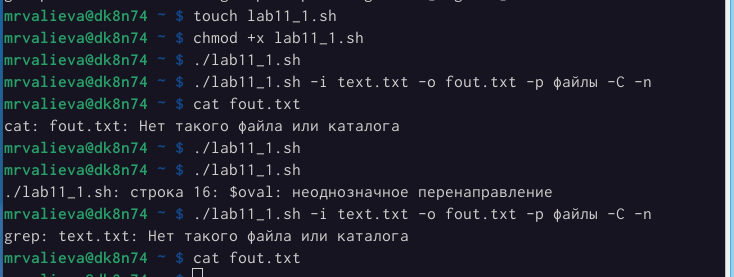 mrvalieva@dk8n74 ~ $ touch lab11_1.sh
mrvalieva@dk8n74 ~ $ chmod +x lab11_1.sh
mrvalieva@dk8n74 ~ $ ./lab11_1.sh
mrvalieva@dk8n74 ~ $ ./lab11_1.sh -i text.txt -o fout.txt -p файлы -C -n
mrvalieva@dk8n74 ~ $ cat fout.txt
cat: fout.txt: Нет такого файла или каталога
mrvalieva@dk8n74 ~ $ ./lab11_1.sh
mrvalieva@dk8n74 ~ $ ./lab11_1.sh
./lab11_1.sh: строка 16: $oval: неоднозначное перенаправление
mrvalieva@dk8n74 ~ $ ./lab11_1.sh -i text.txt -o fout.txt -p файлы -C -n
grep: text.txt: Нет такого файла или каталога
mrvalieva@dk8n74 ~ $ cat fout.txt